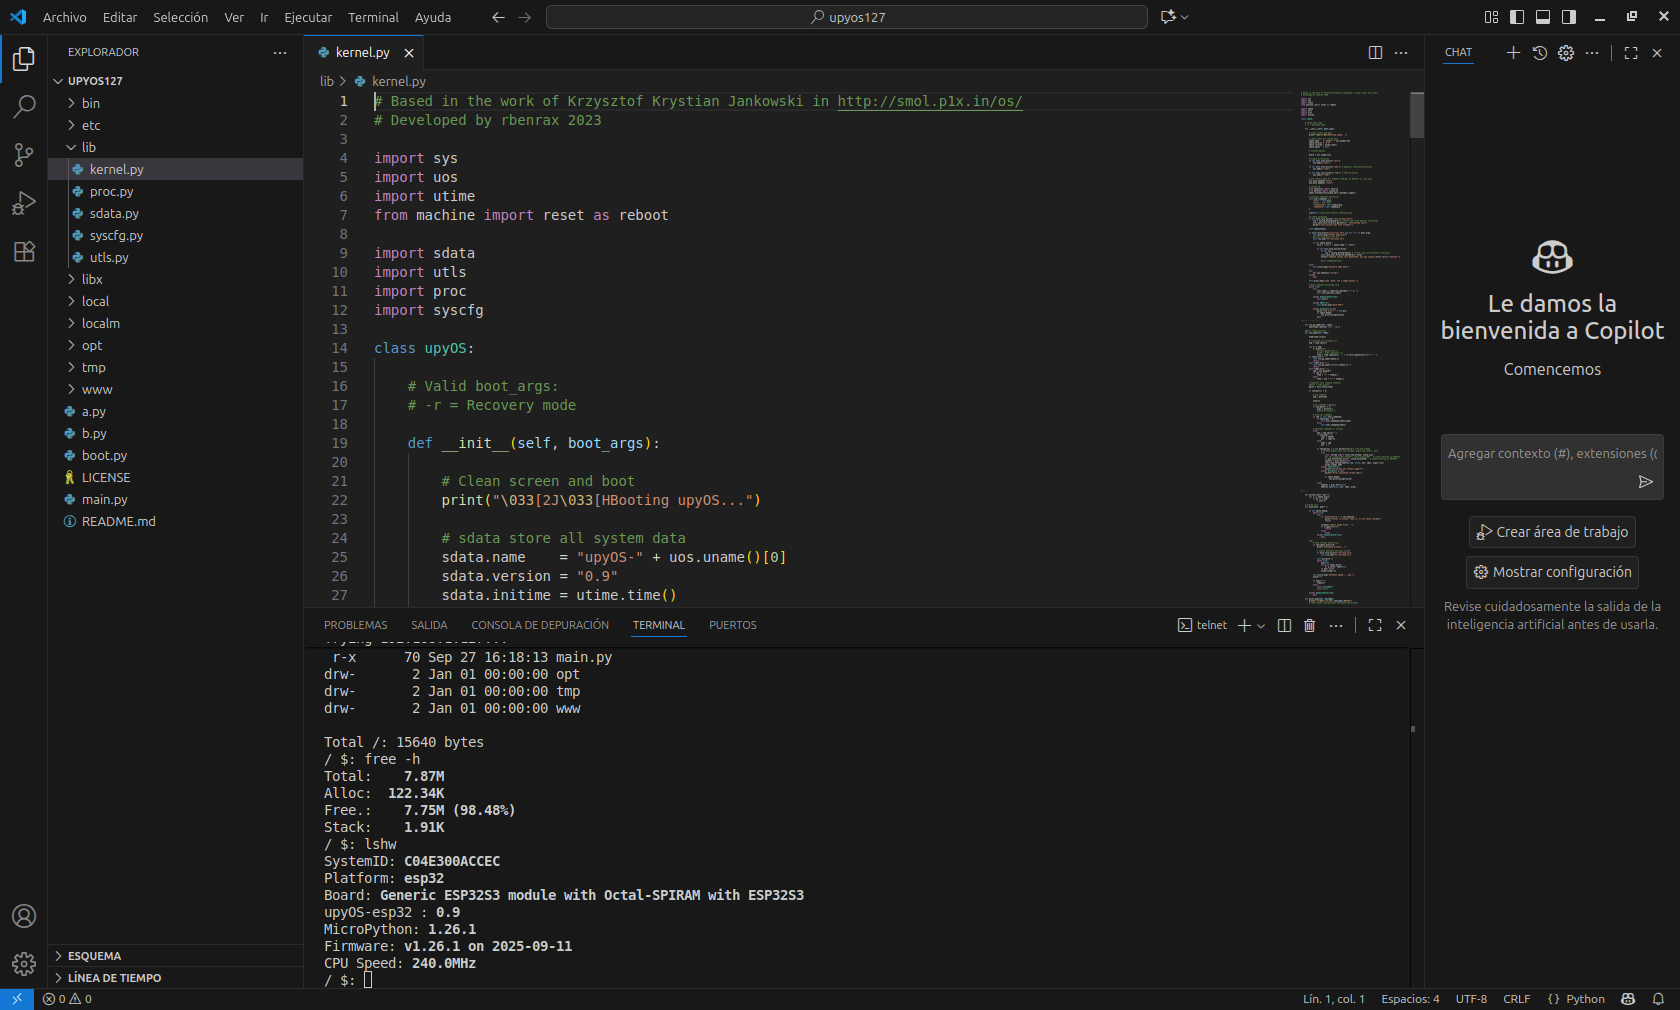 Archivo Editar Selección Ver Ir Ejecutar Terminal Ayuda
upyos127
EXPLORADOR
UPYOS127
bin
etc
lib
kernel.py
proc.py
sdata.py
syscfg.py
utls.py
libx
local
localm
opt
tmp
www
a.py
b.py
boot.py
LICENSE
main.py
README.md
ESQUEMA
LÍNEA DE TIEMPO
kernel.py
lib > kernel.py
1 # Based in the work of Krzysztof Krystian Jankowski in http://smol.p1x.in/os/
2 # Developed by rbenrax 2023
3
4 import sys
5 import uos
6 import utime
7 from machine import reset as reboot
8
9 import sdata
10 import utls
11 import proc
12 import syscfg
13
14 class upyOS:
15
16 # Valid boot_args:
17 # -r = Recovery mode
18
19 def __init__(self, boot_args):
20
21 # Clean screen and boot
22 print("\033[2J\033[HBooting upyOS...")
23
24 # sdata store all system data
25 sdata.name    = "upyOS-" + uos.uname()[0]
26 sdata.version = "0.9"
27 sdata.initime = utime.time()
PROBLEMAS SALIDA CONSOLA DE DEPURACIÓN TERMINAL PUERTOS
telnet
r-x      70 Sep 27 16:18:13 main.py
drw-       2 Jan 01 00:00:00 opt
drw-       2 Jan 01 00:00:00 tmp
drw-       2 Jan 01 00:00:00 www
Total /: 15640 bytes
/ $: free -h
Total:    7.87M
Alloc:  122.34K
Free.:    7.75M (98.48%)
Stack:    1.91K
/ $: lshw
SystemID: C04E300ACCEC
Platform: esp32
Board: Generic ESP32S3 module with Octal-SPIRAM with ESP32S3
upyOS-esp32 : 0.9
MicroPython: 1.26.1
Firmware: v1.26.1 on 2025-09-11
CPU Speed: 240.0MHz
/ $:
CHAT
Le damos la
bienvenida a Copilot
Comencemos
Agregar contexto (#), extensiones (
Crear área de trabajo
Mostrar configuración
Revise cuidadosamente la salida de la
inteligencia artificial antes de usarla.
0 0
Lín. 1, col. 1 Espacios: 4 UTF-8 CRLF {} Python